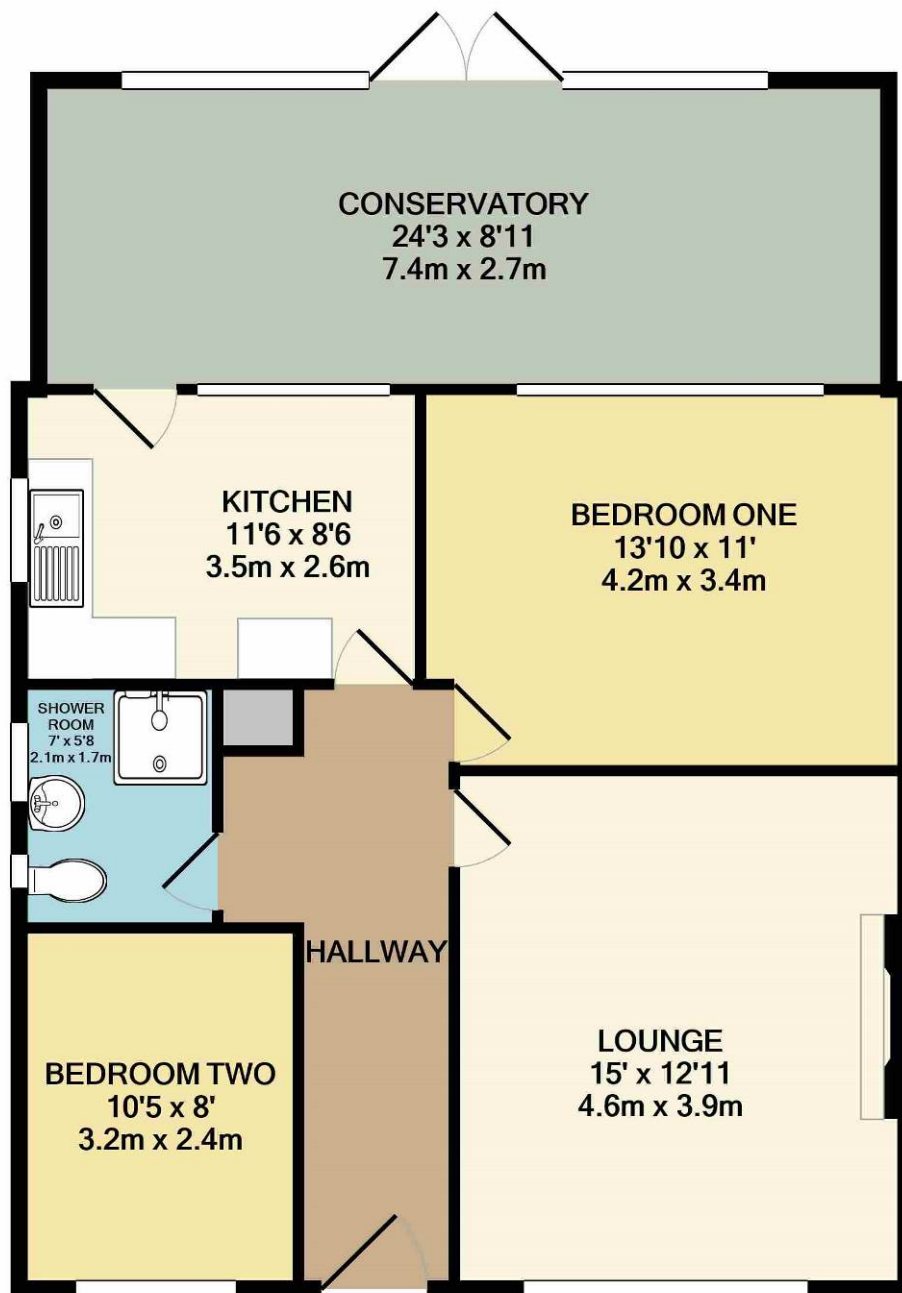 CONSERVATORY
24'3 x 8'11
7.4m x 2.7m
KITCHEN
11'6 x 8'6
3.5m x 2.6m
BEDROOM ONE
13'10 x 11'
4.2m x 3.4m
SHOWER
ROOM
7' x 5'8
2.1m x 1.7m
HALLWAY
BEDROOM TWO
10'5 x 8'
3.2m x 2.4m
LOUNGE
15' x 12'11
4.6m x 3.9m